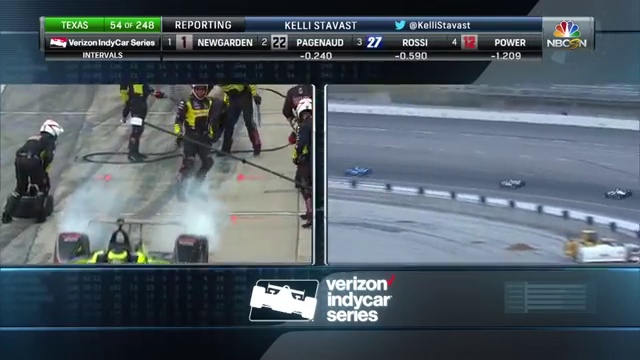 TEXAS 54 OF 248 REPORTING KELLI STAVAST @KelliStavast
Verizon IndyCar Series 1 1 NEWGARDEN 2 22 PAGENAUD 3 27 ROSSI 4 12 POWER NBCSN
INTERVALS -0.240 -0.590 -1.209
verizon
indycar
series